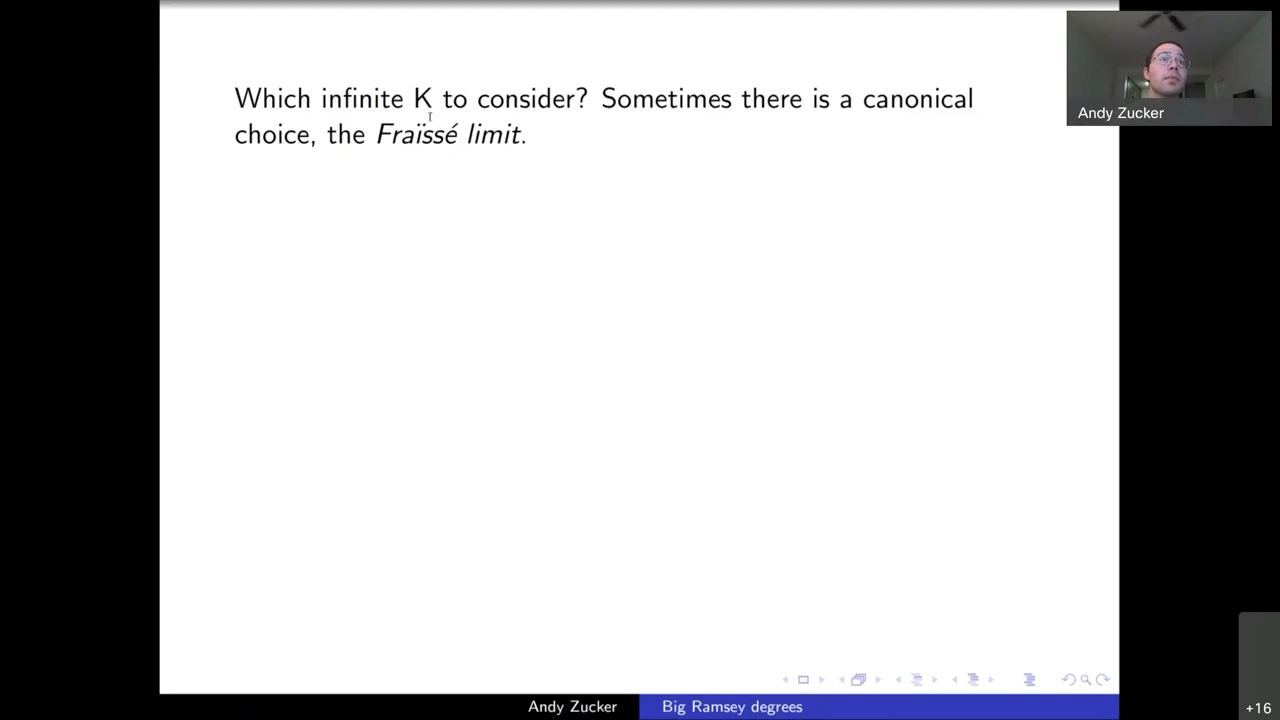 Which infinite K to consider? Sometimes there is a canonical
choice, the Fraïssé limit.
Andy Zucker
Andy Zucker
Big Ramsey degrees
+16